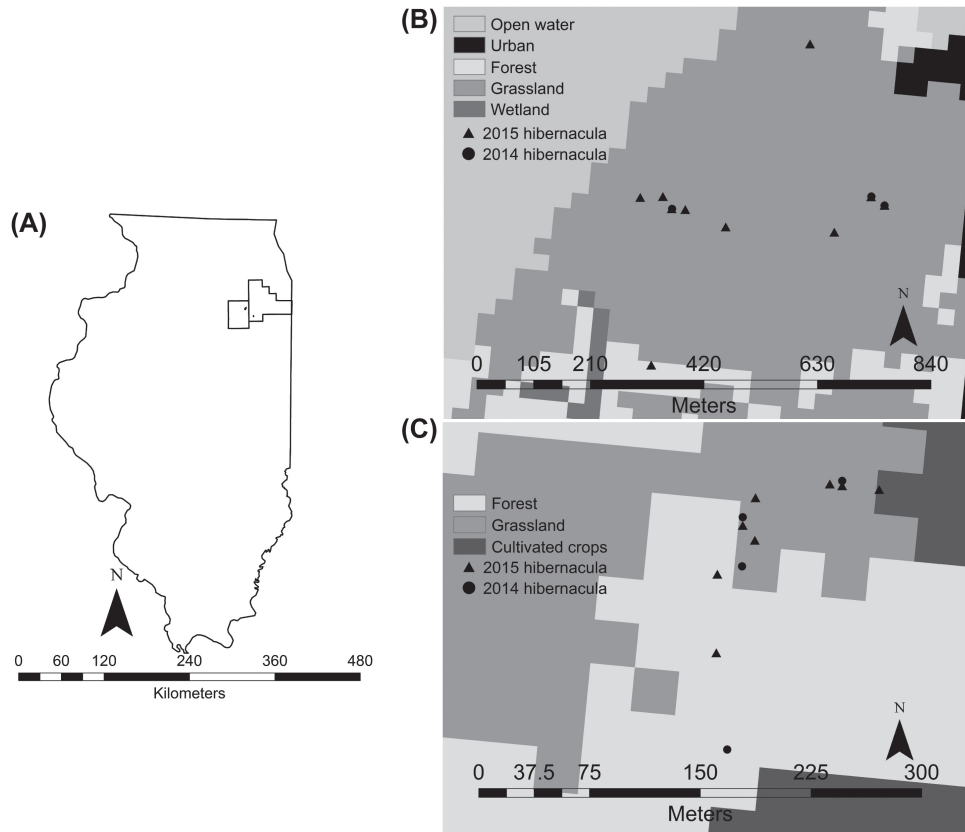 (A)
N
0 60 120 240 360 480
Kilometers
(B)
Open water
Urban
Forest
Grassland
Wetland
2015 hibernacula
2014 hibernacula
N
0 105 210 420 630 840
Meters
(C)
Forest
Grassland
Cultivated crops
2015 hibernacula
2014 hibernacula
N
0 37.5 75 150 225 300
Meters